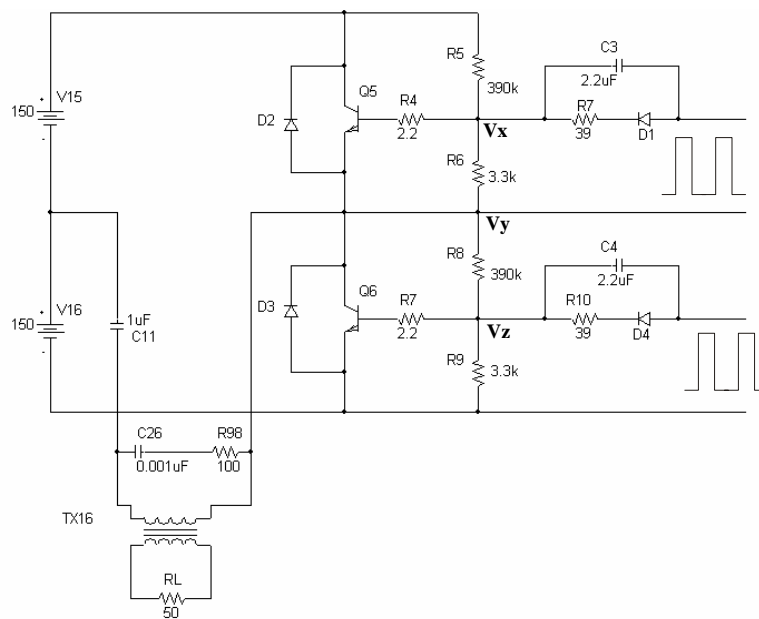 150
+
V15
-
D2
Q5
R4
2.2
R5
390k
Vx
R6
3.3k
C3
2.2uF
R7
39
D1
Vy
150
+
V16
-
1uF
C11
D3
Q6
R7
2.2
R8
390k
Vz
R9
3.3k
C4
2.2uF
R10
39
D4
C26
0.001uF
R98
100
TX16
RL
50